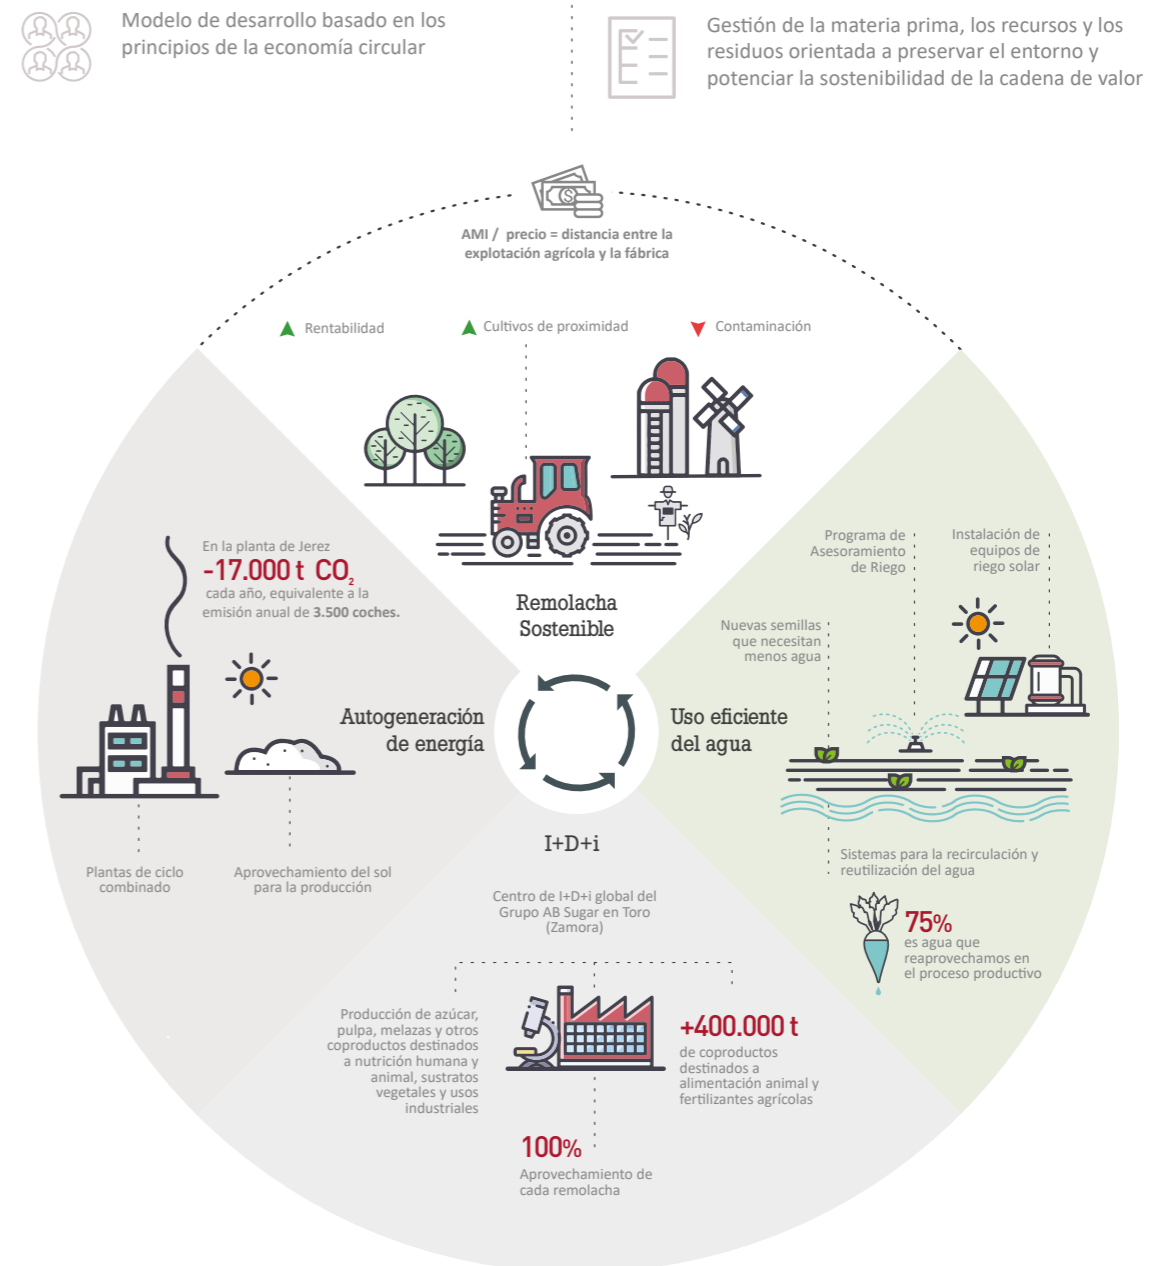 Modelo de desarrollo basado en los
principios de la economía circular
Gestión de la materia prima, los recursos y los
residuos orientada a preservar el entorno y
potenciar la sostenibilidad de la cadena de valor
AMI / precio = distancia entre la
explotación agrícola y la fábrica
Rentabilidad
Cultivos de proximidad
Contaminación
Remolacha
Sostenible
En la planta de Jerez
-17.000 t CO₂
cada año, equivalente a la
emisión anual de 3.500 coches.
Autogeneración
de energía
Plantas de ciclo
combinado
Aprovechamiento del sol
para la producción
Programa de
Asesoramiento
de Riego
Instalación de
equipos de
riego solar
Nuevas semillas
que necesitan
menos agua
Uso eficiente
del agua
Sistemas para la recirculación y
reutilización del agua
75%
es agua que
reaprovechamos en
el proceso productivo
I+D+i
Centro de I+D+i global del
Grupo AB Sugar en Toro
(Zamora)
Producción de azúcar,
pulpa, melazas y otros
coproductos destinados
a nutrición humana y
animal, sustratos
vegetales y usos
industriales
+400.000 t
de coproductos
destinados a
alimentación animal y
fertilizantes agrícolas
100%
Aprovechamiento de
cada remolacha